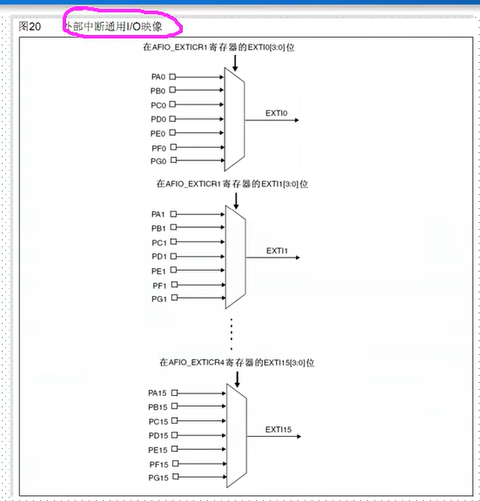 图20 外部中断通用I/O映像
在AFIO_EXTICR1寄存器的EXTI0[3:0]位
PA0
PB0
PC0
PD0
PE0
PF0
PG0
EXTI0
在AFIO_EXTICR1寄存器的EXTI1[3:0]位
PA1
PB1
PC1
PD1
PE1
PF1
PG1
EXTI1
在AFIO_EXTICR4寄存器的EXTI15[3:0]位
PA15
PB15
PC15
PD15
PE15
PF15
PG15
EXTI15